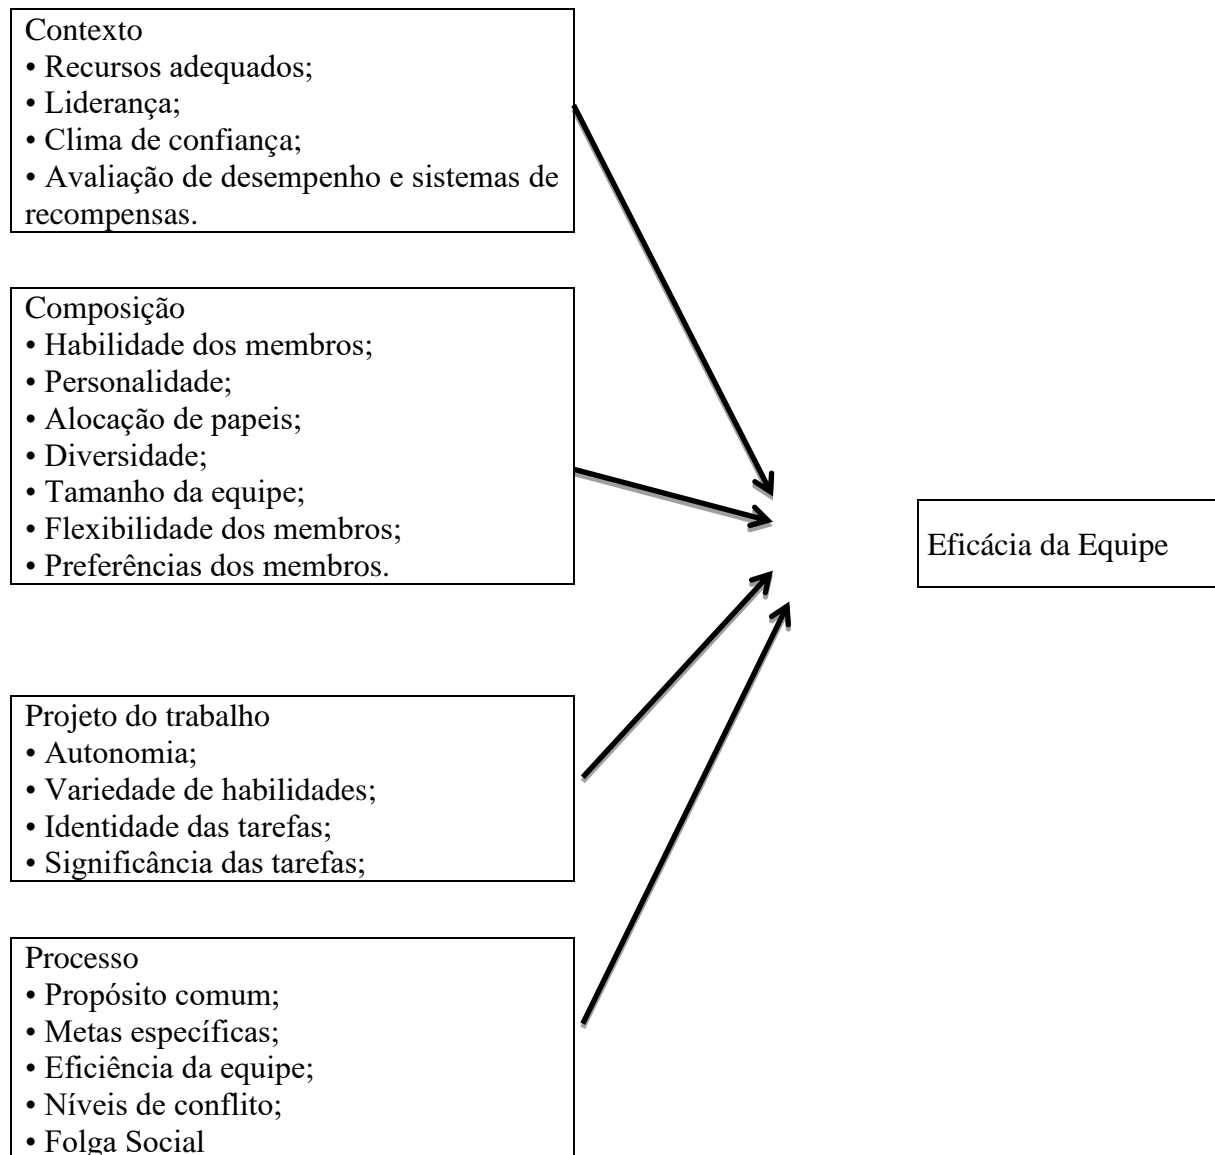 Contexto
• Recursos adequados;
• Liderança;
• Clima de confiança;
• Avaliação de desempenho e sistemas de
recompensas.
Composição
• Habilidade dos membros;
• Personalidade;
• Alocação de papeis;
• Diversidade;
• Tamanho da equipe;
• Flexibilidade dos membros;
• Preferências dos membros.
Eficácia da Equipe
Projeto do trabalho
• Autonomia;
• Variedade de habilidades;
• Identidade das tarefas;
• Significância das tarefas;
Processo
• Propósito comum;
• Metas específicas;
• Eficiência da equipe;
• Níveis de conflito;
• Folga Social